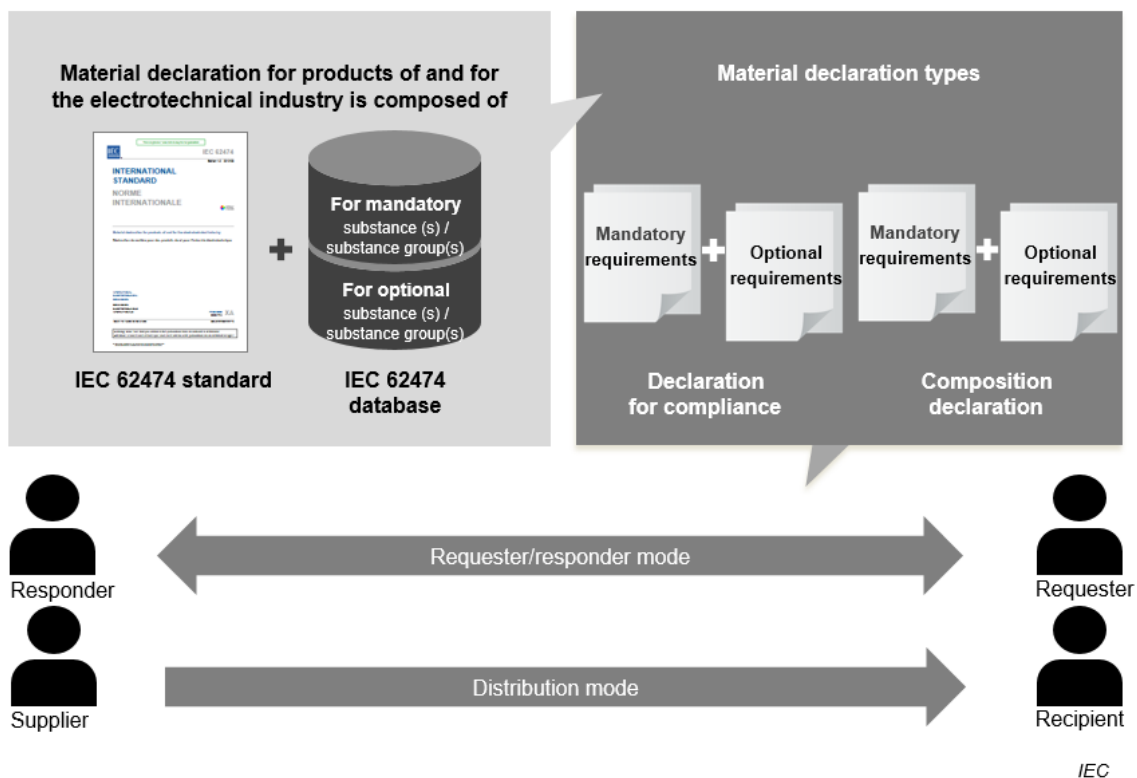 Material declaration for products of and for
the electrotechnical industry is composed of
IEC
IEC 62474
INTERNATIONAL
STANDARD
NORME
INTERNATIONALE
+
For mandatory
substance (s) /
substance group(s)
For optional
substance (s) /
substance group(s)
IEC 62474 standard
IEC 62474
database
Material declaration types
Mandatory
requirements
+
Optional
requirements
Mandatory
requirements
+
Optional
requirements
Declaration
for compliance
Composition
declaration
Responder
Requester/responder mode
Requester
Supplier
Distribution mode
Recipient
IEC